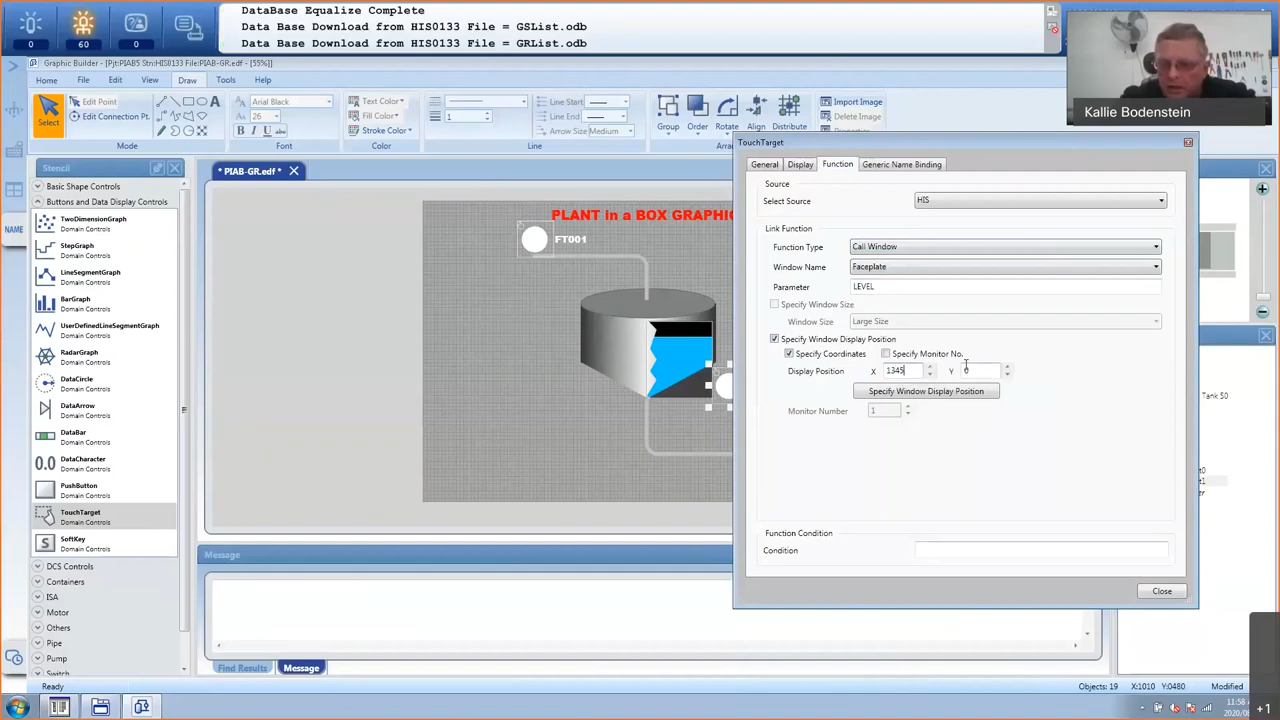 DataBase Equalize Complete
Data Base Download from HIS0133 File = GSList.odb
Data Base Download from HIS0133 File = GRList.odb
0
60
0
Kallie Bodenstein
Graphic Builder - [Pjt:PIAB5 Stn:HIS0133 File:PIAB-GR.edf - [55%]]
Home File Edit View Draw Tools Help
Select
Edit Point
Edit Connection Pt.
Mode
A
Arial Black
26
B I U abc
Font
Text Color
Fill Color
Stroke Color
Color
1
Line Start
Line End
Arrow Size Medium
Line
Group Order Rotate Align Distribute
Import Image
Delete Image
Stencil
Basic Shape Controls
Buttons and Data Display Controls
TwoDimensionGraph
Domain Controls
StepGraph
Domain Controls
LineSegmentGraph
Domain Controls
BarGraph
Domain Controls
UserDefinedLineSegmentGraph
Domain Controls
RadarGraph
Domain Controls
DataCircle
Domain Controls
DataArrow
Domain Controls
DataBar
Domain Controls
0.0
DataCharacter
Domain Controls
PushButton
Domain Controls
TouchTarget
Domain Controls
S
SoftKey
Domain Controls
DCS Controls
Containers
ISA
Motor
Others
Pipe
Pump
Switch
NAME
* PIAB-GR.edf *
PLANT in a BOX GRAPHIC
FT001
TouchTarget
General Display Function Generic Name Binding
Source
Select Source HIS
Link Function
Function Type Call Window
Window Name Faceplate
Parameter LEVEL
Specify Window Size
Window Size Large Size
Specify Window Display Position
Specify Coordinates Specify Monitor No.
Display Position X 1345 Y 0
Specify Window Display Position
Monitor Number 1
Function Condition
Condition
Close
Tank 50
Message
Find Results Message
Ready
Objects: 19 X:1010 Y:0480 Modified
11:58
+1